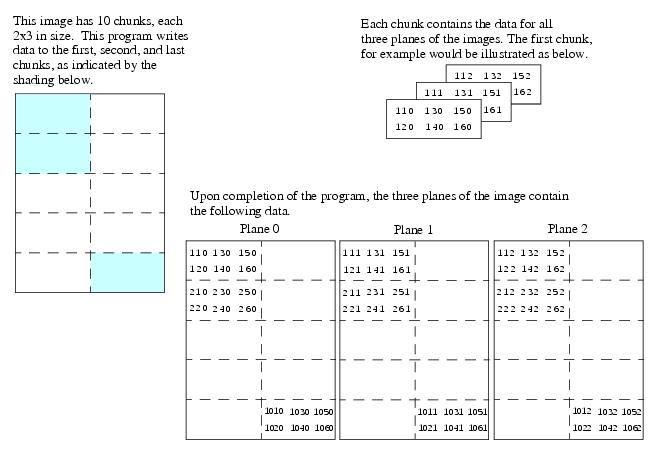 This image has 10 chunks, each
2x3 in size. This program writes
data to the first, second, and last
chunks, as indicated by the
shading below.
Each chunk contains the data for all
three planes of the images. The first chunk,
for example would be illustrated as below.
112 132 152
111 131 151 162
110 130 150 161
120 140 160
Upon completion of the program, the three planes of the image contain
the following data.
Plane 0 Plane 1 Plane 2
110 130 150 111 131 151 112 132 152
120 140 160 121 141 161 122 142 162
210 230 250 211 231 251 212 232 252
220 240 260 221 241 261 222 242 262
1010 1030 1050 1011 1031 1051 1012 1032 1052
1020 1040 1060 1021 1041 1061 1022 1042 1062